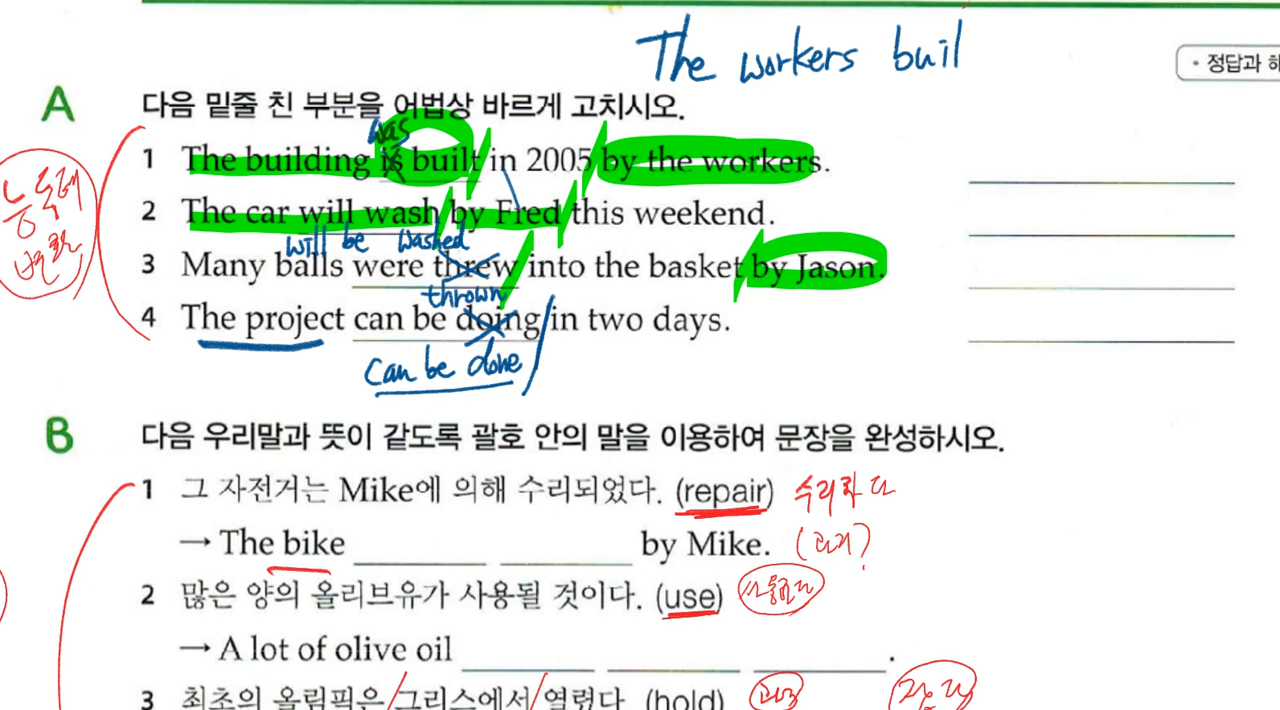 The workers buil
• 정답과 해
A 다음 밑줄 친 부분을 어법상 바르게 고치시오.
was
1 The building is built in 2005 by the workers.
2 The car will wash by Fred this weekend.
will be washed
3 Many balls were threw into the basket by Jason.
thrown
4 The project can be doing in two days.
can be done
능동태
B 다음 우리말과 뜻이 같도록 괄호 안의 말을 이용하여 문장을 완성하시오.
1 그 자전거는 Mike에 의해 수리되었다. (repair) 수리하다
→ The bike by Mike. (과거?
2 많은 양의 올리브유가 사용될 것이다. (use)
→ A lot of olive oil .
3 최초의 올림픽은 그리스에서 열렸다. (hold)